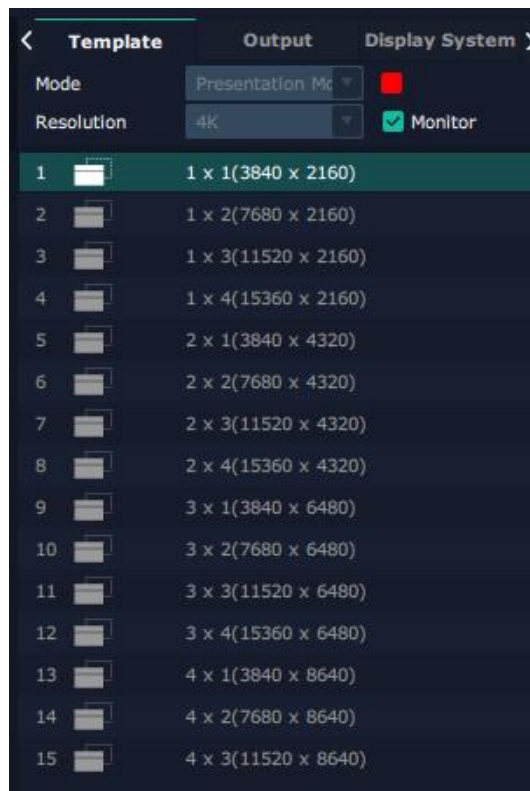 Template Output Display System
Mode Presentation Mo
Resolution 4K Monitor
1 1 x 1(3840 x 2160)
2 1 x 2(7680 x 2160)
3 1 x 3(11520 x 2160)
4 1 x 4(15360 x 2160)
5 2 x 1(3840 x 4320)
6 2 x 2(7680 x 4320)
7 2 x 3(11520 x 4320)
8 2 x 4(15360 x 4320)
9 3 x 1(3840 x 6480)
10 3 x 2(7680 x 6480)
11 3 x 3(11520 x 6480)
12 3 x 4(15360 x 6480)
13 4 x 1(3840 x 8640)
14 4 x 2(7680 x 8640)
15 4 x 3(11520 x 8640)